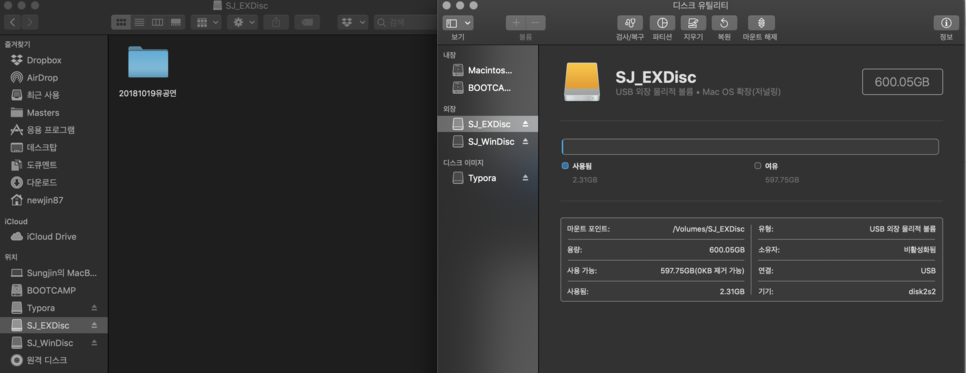 SJ_EXDisc
검색
즐겨찾기
Dropbox
AirDrop
최근 사용
Masters
응용 프로그램
데스크탑
도큐멘트
다운로드
newjin87
iCloud
iCloud Drive
위치
Sungjin의 MacB...
BOOTCAMP
Typora
SJ_EXDisc
SJ_WinDisc
원격 디스크
20181019유공연
디스크 유틸리티
보기
볼륨
검사/복구
파티션
지우기
복원
마운트 해제
정보
내장
Macintos...
BOOTCA...
외장
SJ_EXDisc
SJ_WinDisc
디스크 이미지
Typora
SJ_EXDisc
USB 외장 물리적 볼륨 • Mac OS 확장(저널링)
600.05GB
사용됨
2.31GB
여유
597.75GB
마운트 포인트: /Volumes/SJ_EXDisc
용량: 600.05GB
사용 가능: 597.75GB(0KB 제거 가능)
사용됨: 2.31GB
유형: USB 외장 물리적 볼륨
소유자: 비활성화됨
연결: USB
기기: disk2s2